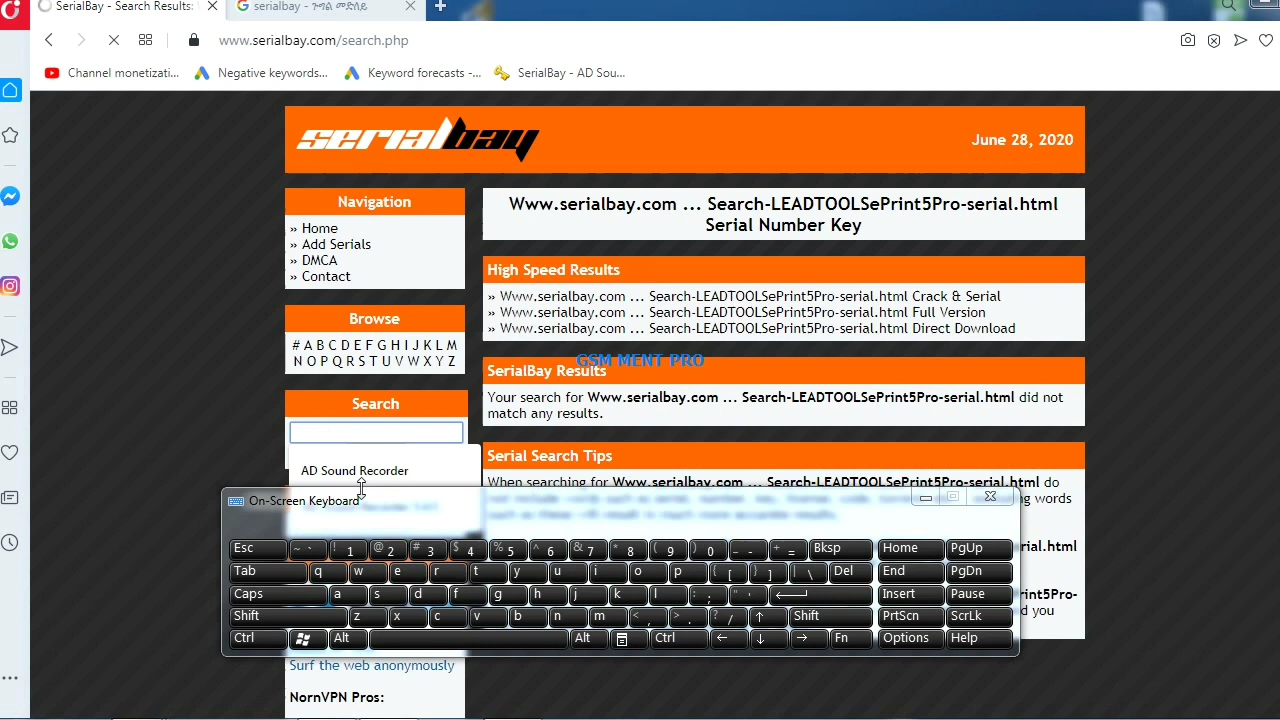 SerialBay - Search Results:
serialbay - ጉግል መድሰይ
www.serialbay.com/search.php
Channel monetizati...
Negative keywords...
Keyword forecasts -...
SerialBay - AD Sou...
serialbay
June 28, 2020
Navigation
» Home
» Add Serials
» DMCA
» Contact
Browse
# A B C D E F G H I J K L M
N O P Q R S T U V W X Y Z
Search
AD Sound Recorder
Www.serialbay.com ... Search-LEADTOOLSePrint5Pro-serial.html
Serial Number Key
High Speed Results
» Www.serialbay.com ... Search-LEADTOOLSePrint5Pro-serial.html Crack & Serial
» Www.serialbay.com ... Search-LEADTOOLSePrint5Pro-serial.html Full Version
» Www.serialbay.com ... Search-LEADTOOLSePrint5Pro-serial.html Direct Download
GSM MENT PRO
SerialBay Results
Your search for Www.serialbay.com ... Search-LEADTOOLSePrint5Pro-serial.html did not
match any results.
Serial Search Tips
When searching for Www.serialbay.com ... Search-LEADTOOLSePrint5Pro-serial.html do
words
rial.html
rint5Pro-
d you
On-Screen Keyboard
Esc ~ ` ! 1 @ 2 # 3 $ 4 % 5 ^ 6 & 7 * 8 ( 9 ) 0 _ - + = Bksp Home PgUp
Tab q w e r t y u i o p { [ } ] | \ Del End PgDn
Caps a s d f g h j k l : ; " ' Insert Pause
Shift z x c v b n m < , > . ? / ↑ Shift PrtScn ScrLk
Ctrl Alt Alt Ctrl ← ↓ → Fn Options Help
Surf the web anonymously
NornVPN Pros: